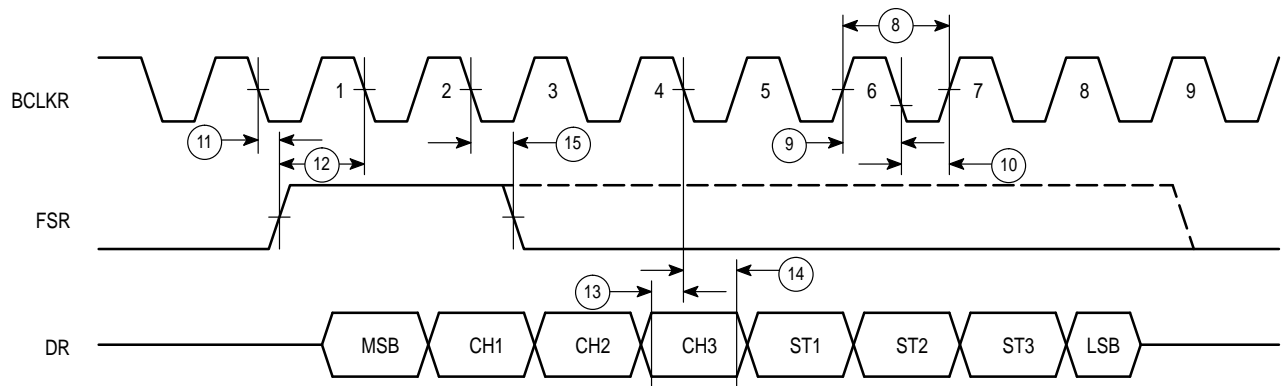 8
BCLKR 1 2 3 4 5 6 7 8 9
11 12 15 9 10
FSR
13 14
DR MSB CH1 CH2 CH3 ST1 ST2 ST3 LSB